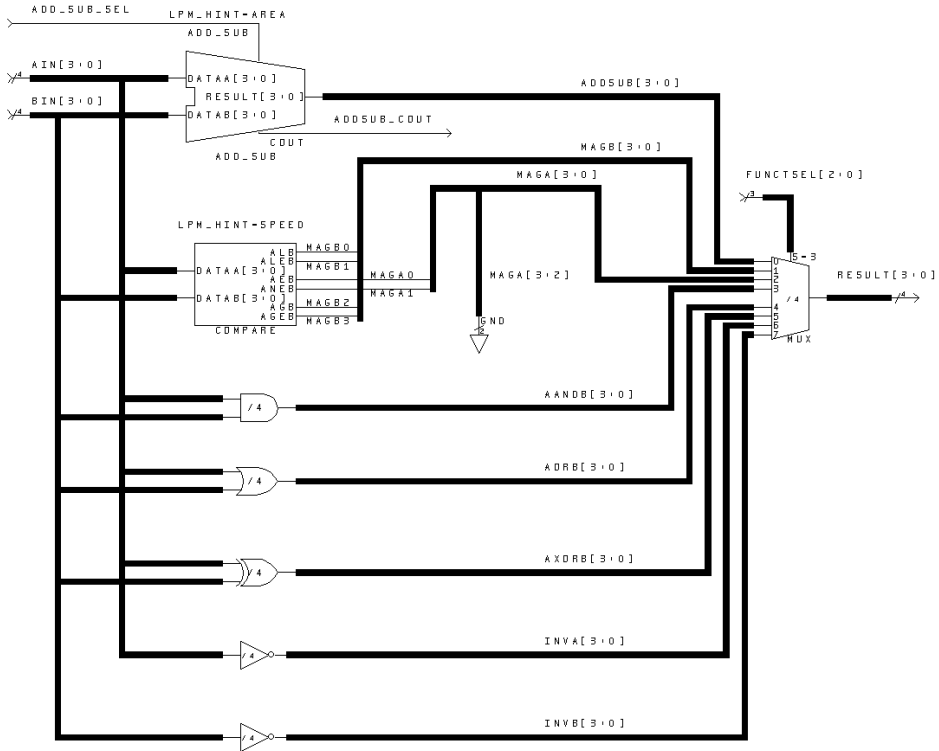 ADD_SUB_SEL
LPM_HINT=AREA
ADD_SUB
AIN[3:0]
DATAA[3:0]
ADDSUB[3:0]
RESULT[3:0]
BIN[3:0]
DATAB[3:0]
ADDSUB_COUT
COUT
ADD_SUB
MAGB[3:0]
MAGA[3:0]
FUNCTSEL[2:0]
3
LPM_HINT=SPEED
ALB
MAGB0
ALEB
MAGB1
DATAA[3:0]
AEB
MAGA0
ANEB
MAGA1
MAGA[3:2]
DATAB[3:0]
AGB
MAGB2
AGEB
MAGB3
COMPARE
GND
2
S=3
0
1
2
3
4
5
6
7
/4
MUX
RESULT[3:0]
4
4
4
/4
AANDB[3:0]
/4
AORB[3:0]
/4
AXORB[3:0]
/4
INVA[3:0]
/4
INVB[3:0]